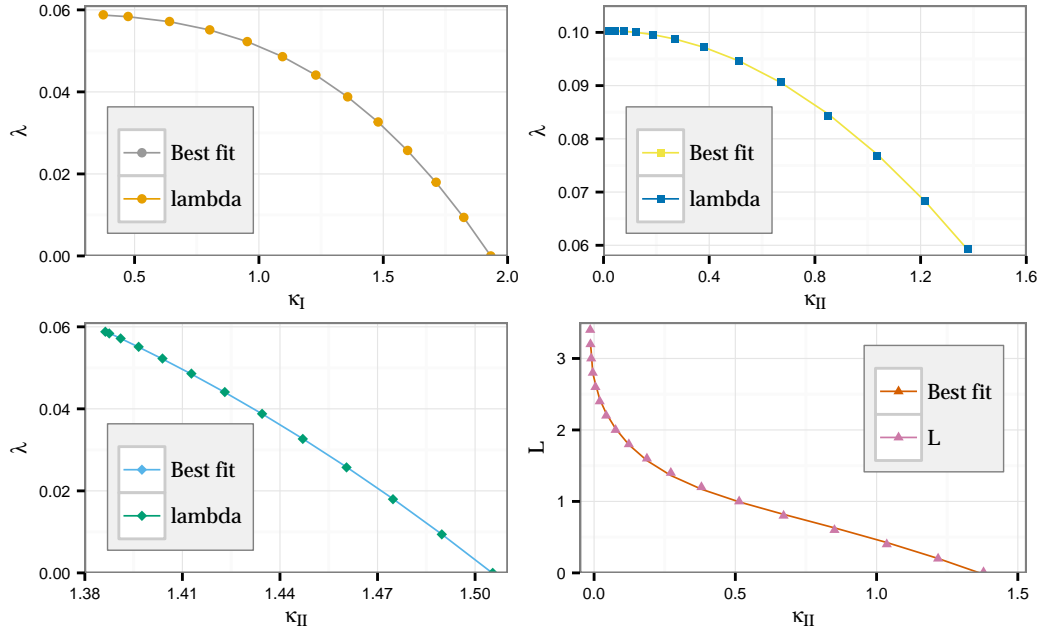 0.06
0.04
0.02
0.00
λ
0.5
1.0
1.5
2.0
κI
Best fit
lambda
0.10
0.09
0.08
0.07
0.06
λ
0.0
0.4
0.8
1.2
1.6
κII
Best fit
lambda
0.06
0.04
0.02
0.00
λ
1.38
1.41
1.44
1.47
1.50
κII
Best fit
lambda
3
2
1
0
L
0.0
0.5
1.0
1.5
κII
Best fit
L